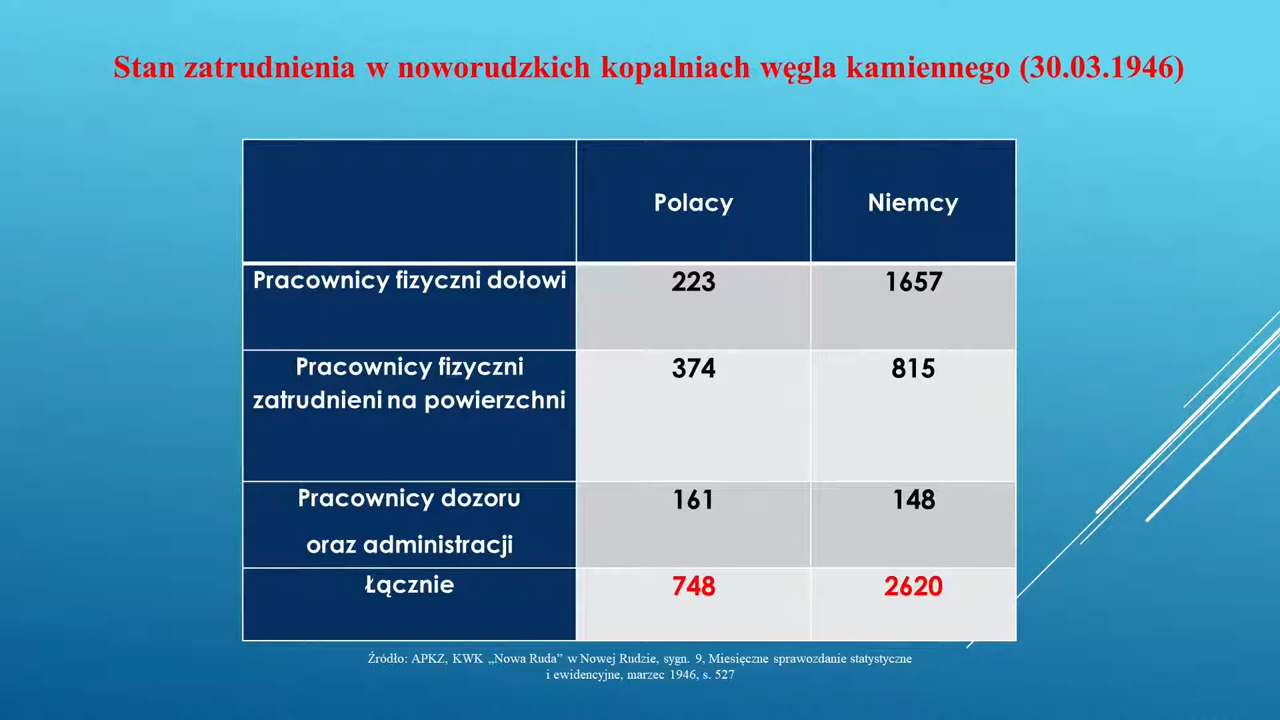 Stan zatrudnienia w noworudzkich kopalniach węgla kamiennego (30.03.1946)
Polacy Niemcy
Pracownicy fizyczni dołowi 223 1657
Pracownicy fizyczni 374 815
zatrudnieni na powierzchni
Pracownicy dozoru 161 148
oraz administracji
Łącznie 748 2620
Źródło: APKZ, KWK „Nowa Ruda” w Nowej Rudzie, sygn. 9, Miesięczne sprawozdanie statystyczne
i ewidencyjne, marzec 1946, s. 527